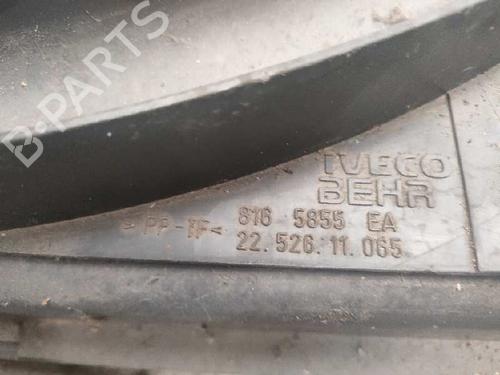 B-PARTS
IVECO
BEHR
>PP-TF< 816 5855 EA
22.526.11.065